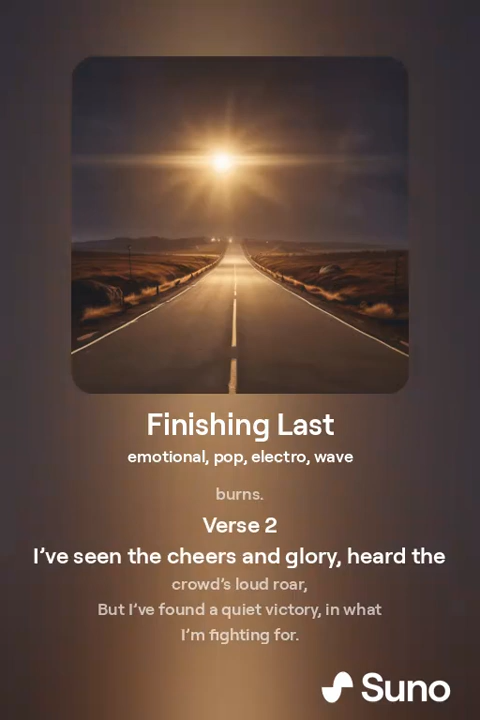 Finishing Last
emotional, pop, electro, wave
burns.
Verse 2
I’ve seen the cheers and glory, heard the
crowd’s loud roar,
But I’ve found a quiet victory, in what
I’m fighting for.
Suno